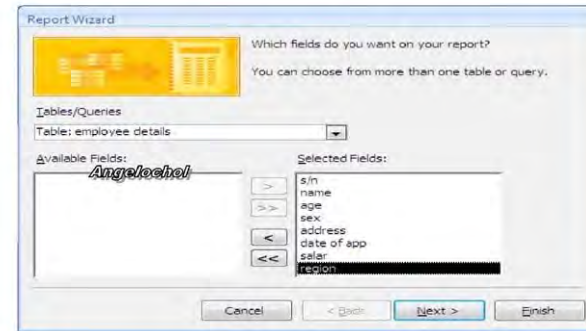 Report Wizard
Which fields do you want on your report?
You can choose from more than one table or query.
Tables/Queries
Table: employee details
Available Fields:
Selected Fields:
Angelochol
>
>>
<
<<
s/n
name
age
sex
address
date of app
salar
region
Cancel
< Back
Next >
Finish